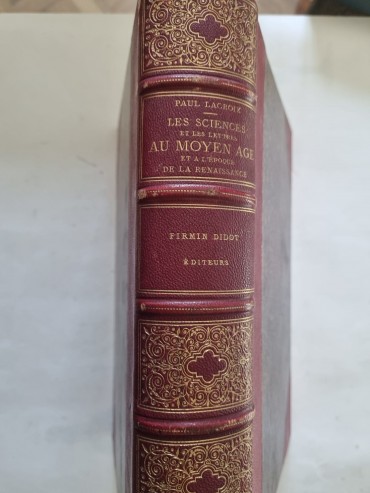 PAUL LACROIX
LES SCIENCES
ET LES LETTRES
AU MOYEN AGE
ET A L'ÉPOQUE
DE LA RENAISSANCE
FIRMIN DIDOT
ÉDITEURS